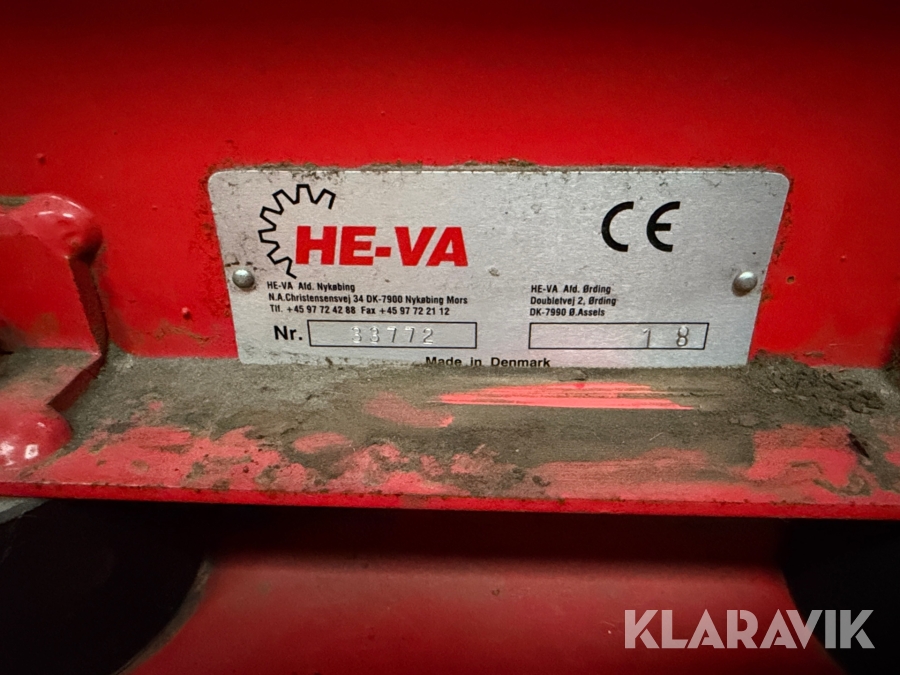 HE-VA
CE
HE-VA Afd. Nykøbing
N.A.Christensensvej 34 DK-7900 Nykøbing Mors
Tlf. +45 97 72 42 88 Fax +45 97 72 21 12
HE-VA Afd. Ørding
Doubletvej 2, Ørding
DK-7990 Ø.Assels
Nr. 33772
18
Made in Denmark
KLARAVIK